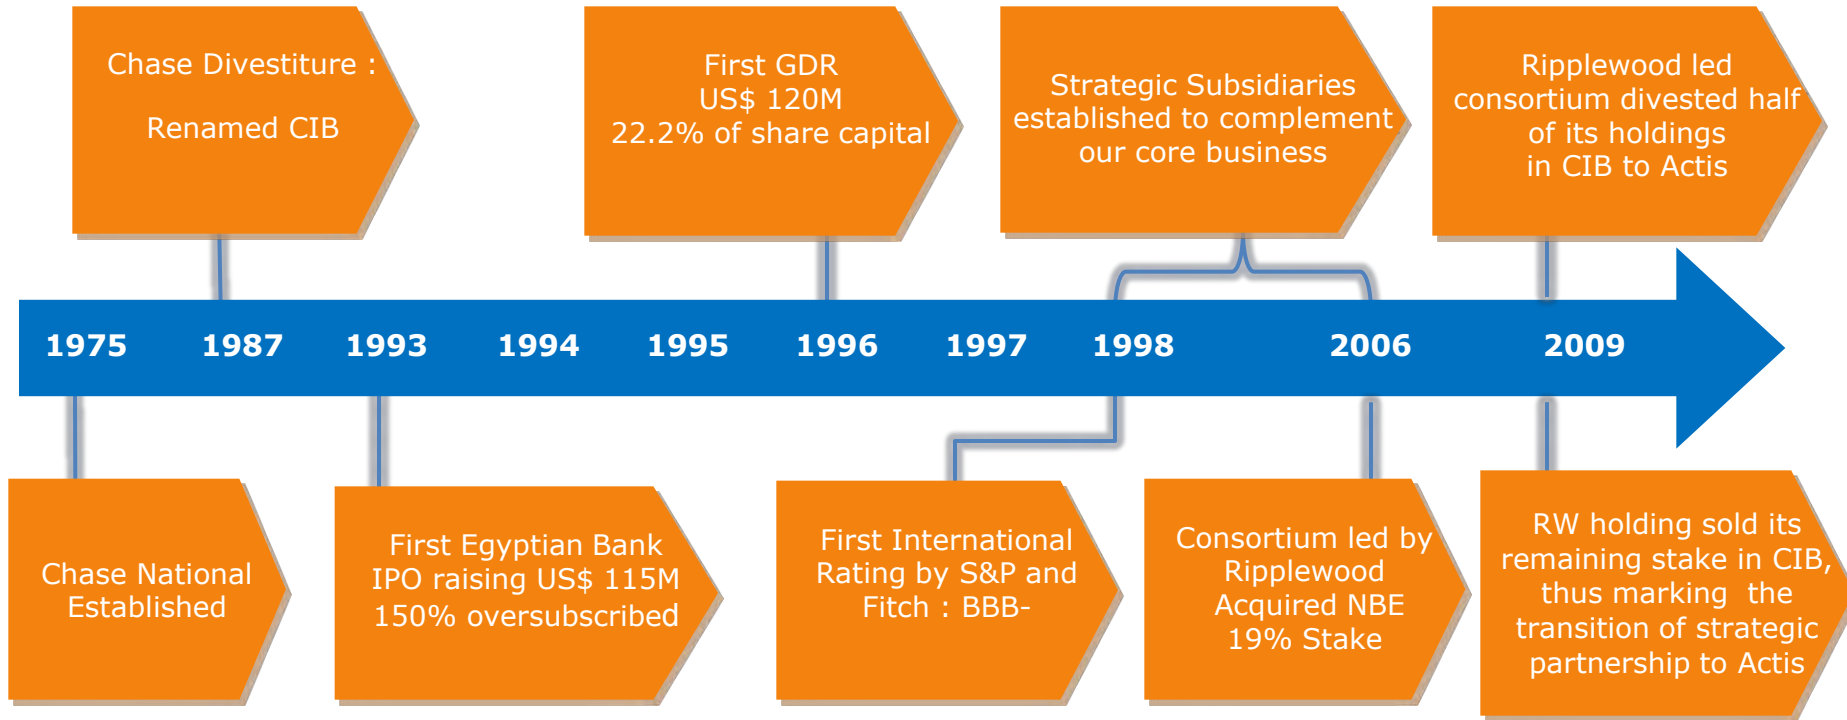 Chase Divestiture :
Renamed CIB
First GDR
US$ 120M
22.2% of share capital
Strategic Subsidiaries
established to complement
our core business
Ripplewood led
consortium divested half
of its holdings
in CIB to Actis
1975 1987 1993 1994 1995 1996 1997 1998 2006 2009
Chase National
Established
First Egyptian Bank
IPO raising US$ 115M
150% oversubscribed
First International
Rating by S&P and
Fitch : BBB-
Consortium led by
Ripplewood
Acquired NBE
19% Stake
RW holding sold its
remaining stake in CIB,
thus marking the
transition of strategic
partnership to Actis